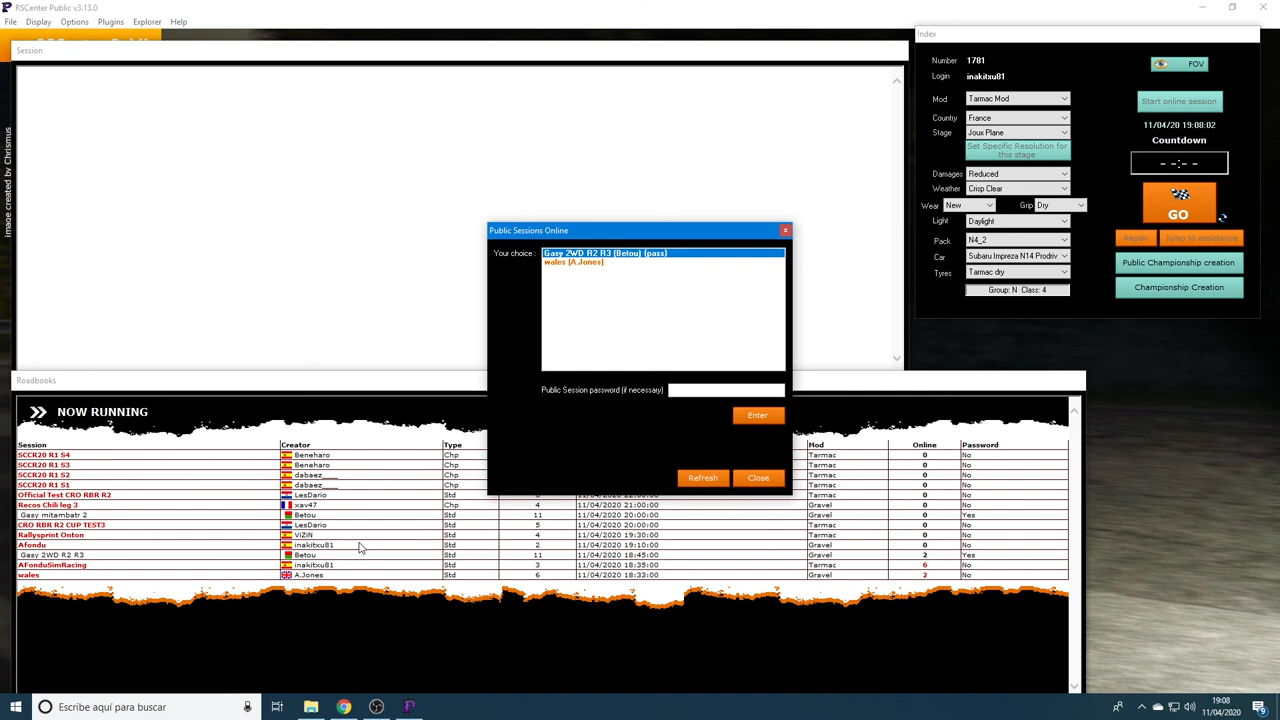 RSCenter Public v3.13.0
File Display Options Plugins Explorer Help
Session
Index
Number 1781
Login inakitxu81
FOV
Mod Tarmac Mod
Start online session
Country France
11/04/20 19:08:02
Stage Joux Plane
Countdown
Set Specific Resolution for
this stage
- -:- -
Damages Reduced
Weather Crisp Clear
Wear New Grip Dry
GO
Light Daylight
Pack N4_2
Repair Jump to assistance
Car Subaru Impreza N14 Prodriv
Public Championship creation
Tyres Tarmac dry
Group: N Class: 4
Championship Creation
Image created by Chrismus
Public Sessions Online
Your choice : Gasy 2WD R2 R3 [Betou] (pass)
wales [A.Jones]
Public Session password (if necessary)
Enter
Refresh Close
Roadbooks
NOW RUNNING
Session Creator Type Mod Online Password
SCCR20 R1 S4 Beneharo Chp Tarmac 0 No
SCCR20 R1 S3 Beneharo Chp Tarmac 0 No
SCCR20 R1 S2 dabaez___ Chp Tarmac 0 No
SCCR20 R1 S1 dabaez___ Chp Tarmac 0 No
Official Test CRO RBR R2 LesDario Std 11/04/2020 22:00:00 Tarmac 0 No
Recos Chili leg 3 xav47 Chp 4 11/04/2020 21:00:00 Gravel 0 No
Gasy mitambatr 2 Betou Std 11 11/04/2020 20:00:00 Gravel 0 Yes
CRO RBR R2 CUP TEST3 LesDario Std 5 11/04/2020 20:00:00 Tarmac 0 No
Rallysprint Onton ViZiN Std 4 11/04/2020 19:30:00 Tarmac 0 No
Afondu inakitxu81 Std 2 11/04/2020 19:10:00 Gravel 0 No
Gasy 2WD R2 R3 Betou Std 11 11/04/2020 18:45:00 Gravel 2 Yes
AFonduSimRacing inakitxu81 Std 3 11/04/2020 18:35:00 Tarmac 6 No
wales A.Jones Std 6 11/04/2020 18:33:00 Gravel 2 No
Escribe aquí para buscar
19:08
11/04/2020
9